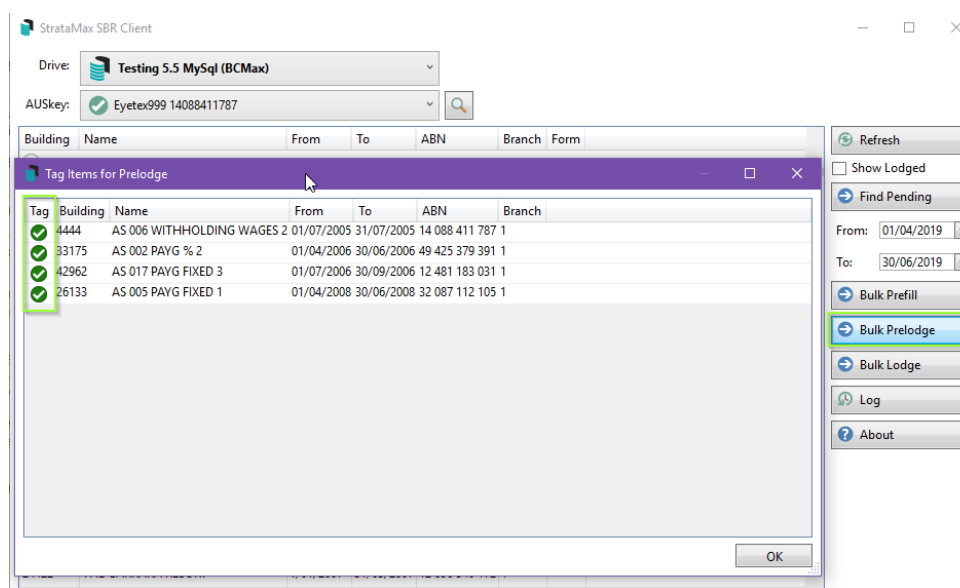 StrataMax SBR Client
Drive: Testing 5.5 MySql (BCMax)
AUSkey: Eyetex999 14088411787
Building Name From To ABN Branch Form
Refresh
Show Lodged
Find Pending
From: 01/04/2019
To: 30/06/2019
Bulk Prefill
Bulk Prelodge
Bulk Lodge
Log
About
Tag Items for Prelodge
Tag Building Name From To ABN Branch
4444 AS 006 WITHHOLDING WAGES 2 01/07/2005 31/07/2005 14 088 411 787 1
33175 AS 002 PAYG % 2 01/04/2006 30/06/2006 49 425 379 391 1
42962 AS 017 PAYG FIXED 3 01/07/2006 30/09/2006 12 481 183 031 1
26133 AS 005 PAYG FIXED 1 01/04/2008 30/06/2008 32 087 112 105 1
OK